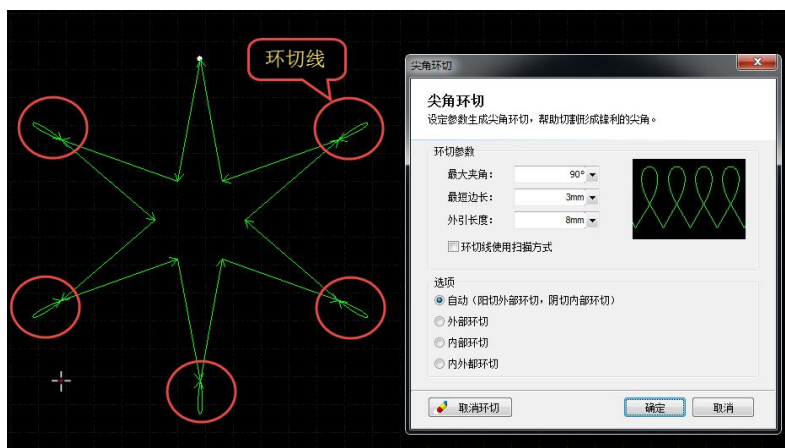 环切线
尖角环切
尖角环切
设定参数生成尖角环切，帮助切割形成锋利的尖角。
环切参数
最大夹角： 90°
最短边长： 3mm
外引长度： 8mm
环切线使用扫描方式
选项
自动（阳切外部环切，阴切内部环切）
外部环切
内部环切
内外部环切
取消环切 确定 取消